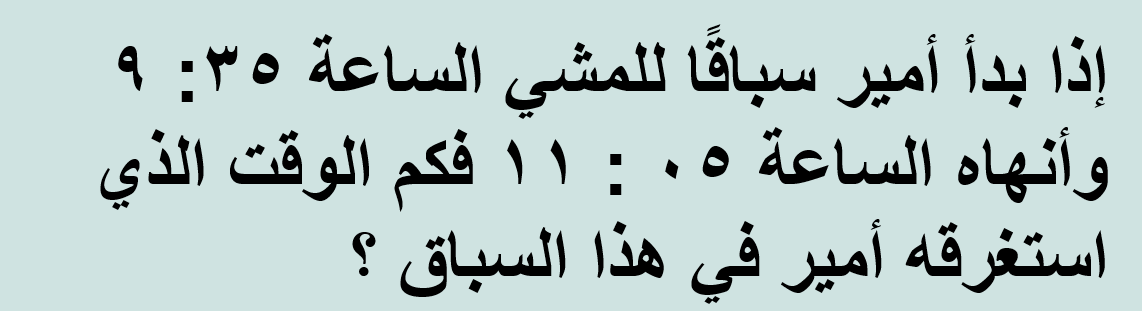 إذا بدأ أمير سباقًا للمشي الساعة ٣٥: ٩
وأنهاه الساعة ٠٥ : ١١ فكم الوقت الذي
استغرقه أمير في هذا السباق ؟